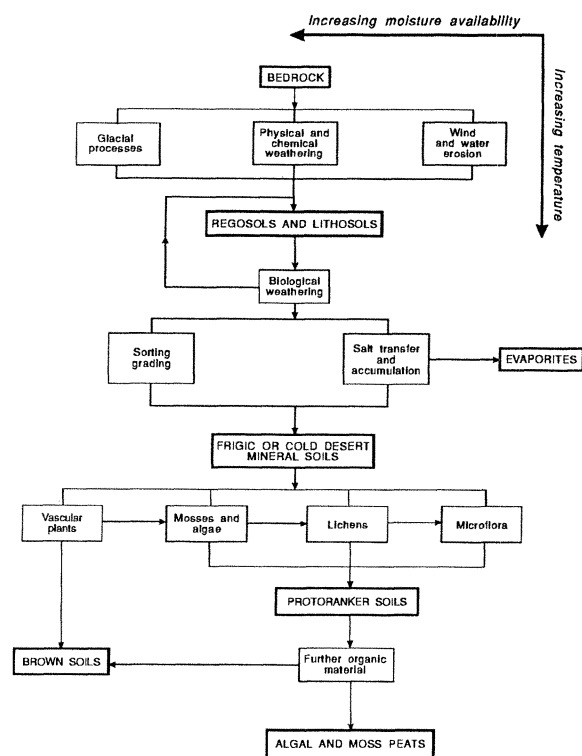 Increasing moisture availability
Increasing temperature
BEDROCK
Glacial
processes
Physical and
chemical
weathering
Wind
and water
erosion
REGOSOLS AND LITHOSOLS
Biological
weathering
Sorting
grading
Salt transfer
and
accumulation
EVAPORITES
FRIGIC OR COLD DESERT
MINERAL SOILS
Vascular
plants
Mosses and
algae
Lichens
Microflora
PROTORANKER SOILS
BROWN SOILS
Further organic
material
ALGAL AND MOSS PEATS